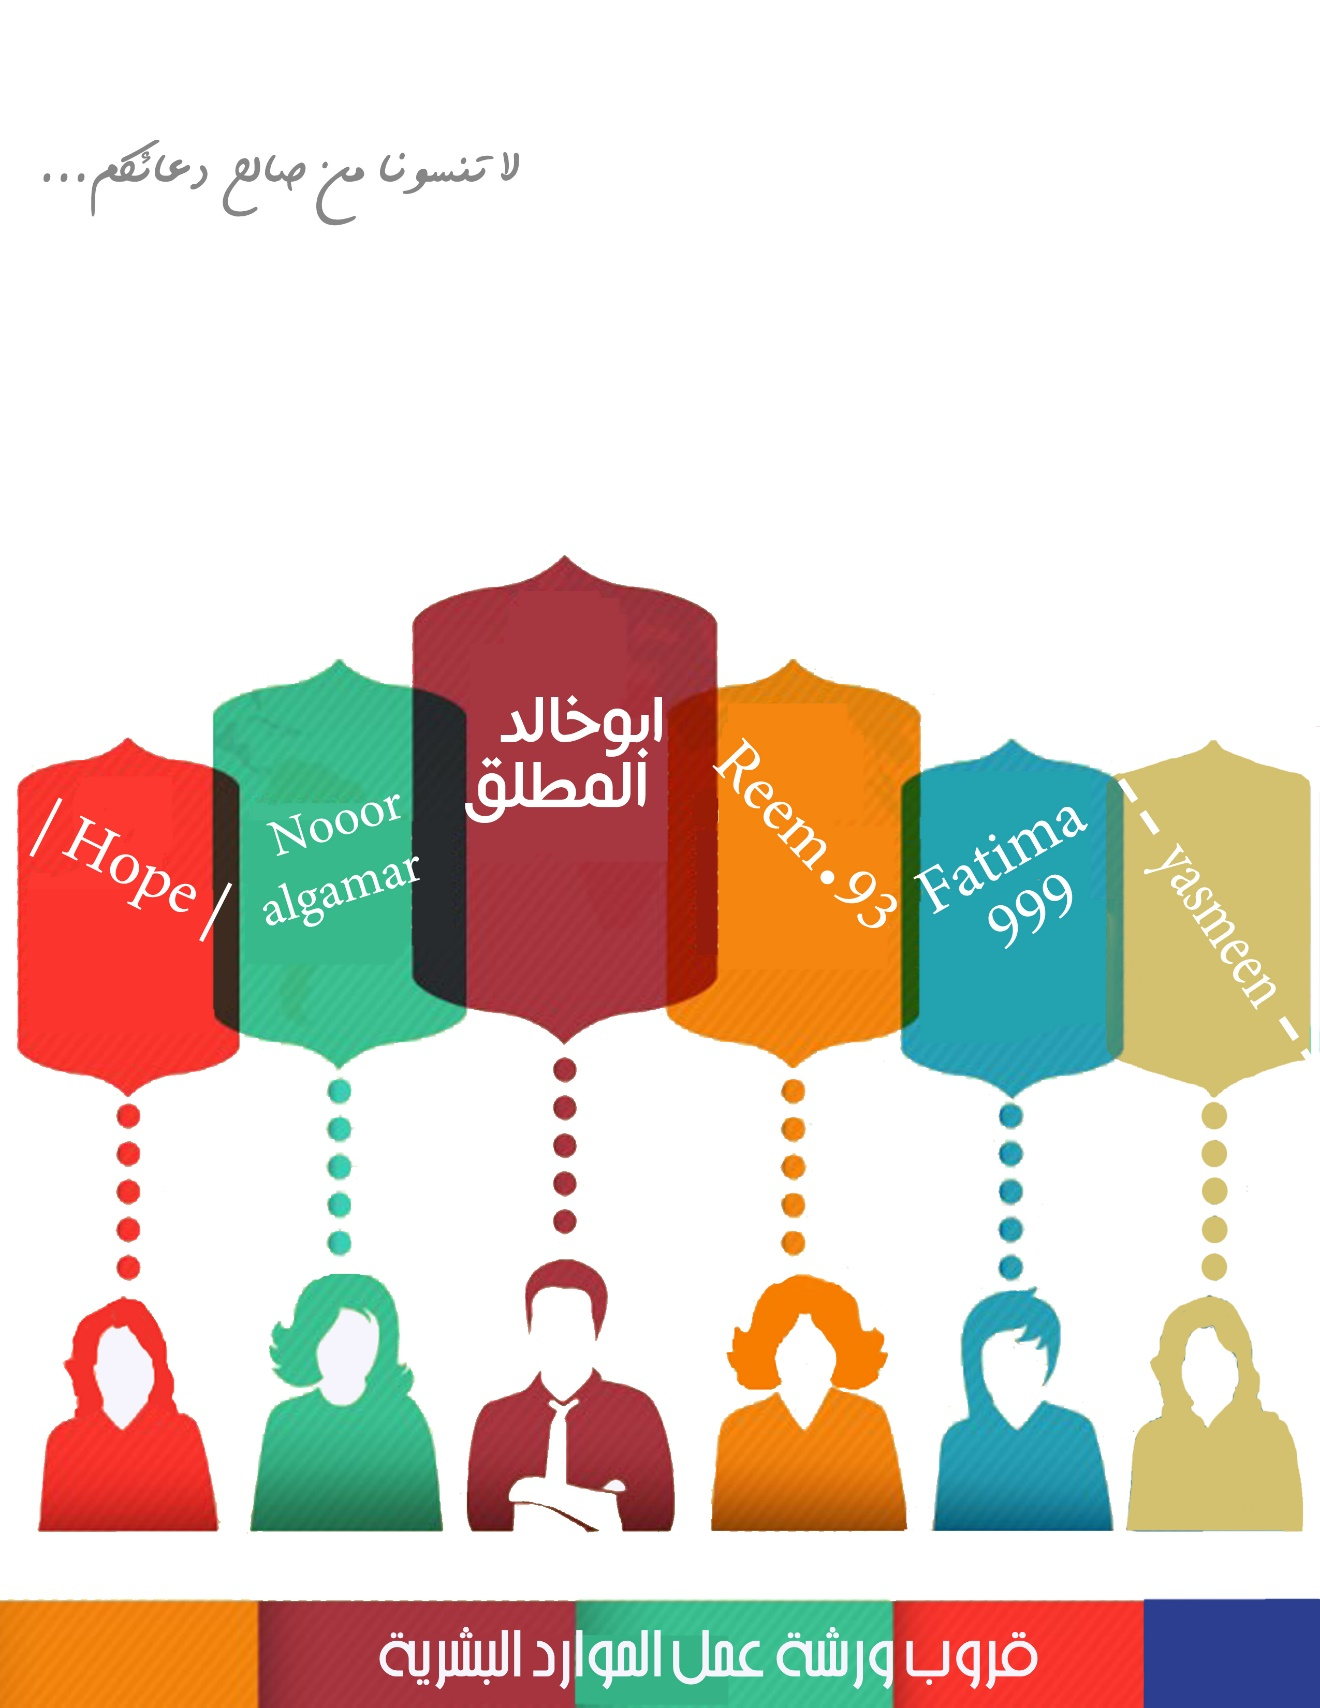 لا تنسونا من صالح دعائكم...
ابوخالد
المطلق
| Hope |
Nooor
algamar
Reem.93
Fatima
999
-- yasmeen --
قروب ورشة عمل الموارد البشرية